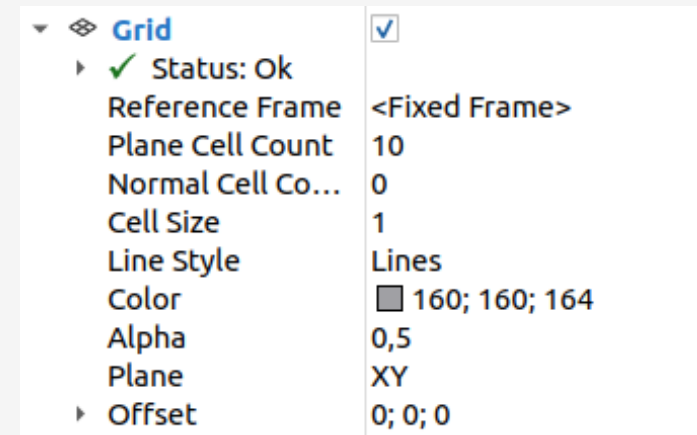 Grid
Status: Ok
Reference Frame <Fixed Frame>
Plane Cell Count 10
Normal Cell Co... 0
Cell Size 1
Line Style Lines
Color 160; 160; 164
Alpha 0,5
Plane XY
Offset 0; 0; 0